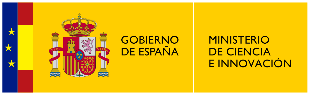 GOBIERNO
DE ESPAÑA
MINISTERIO
DE CIENCIA
E INNOVACIÓN